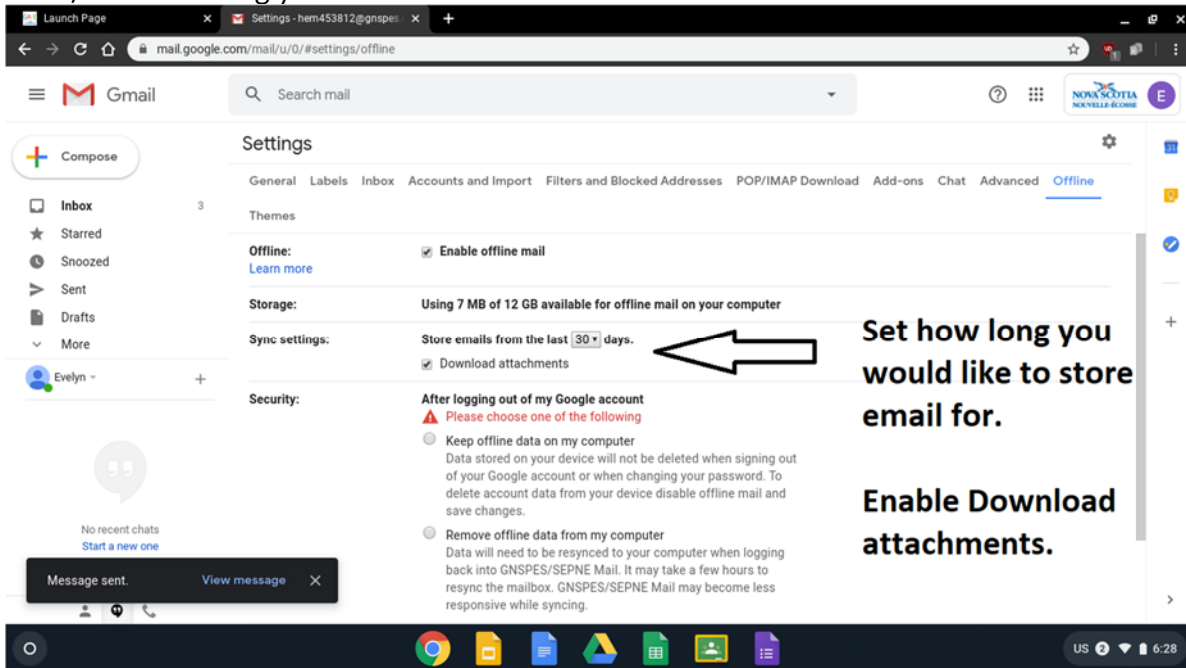 Launch Page
Settings - hem453812@gnspes
mail.google.com/mail/u/0/#settings/offline
Gmail
Search mail
NOVA SCOTIA
NOUVELLE-ÉCOSSE
E
Compose
Settings
31
General Labels Inbox Accounts and Import Filters and Blocked Addresses POP/IMAP Download Add-ons Chat Advanced Offline
Themes
Inbox 3
Starred
Snoozed
Sent
Drafts
More
Evelyn
Offline: Enable offline mail
Learn more
Storage: Using 7 MB of 12 GB available for offline mail on your computer
Sync settings: Store emails from the last 30 days.
Download attachments
Set how long you
would like to store
email for.
Enable Download
attachments.
Security: After logging out of my Google account
Please choose one of the following
Keep offline data on my computer
Data stored on your device will not be deleted when signing out
of your Google account or when changing your password. To
delete account data from your device disable offline mail and
save changes.
Remove offline data from my computer
Data will need to be resynced to your computer when logging
back into GNSPES/SEPNE Mail. It may take a few hours to
resync the mailbox. GNSPES/SEPNE Mail may become less
responsive while syncing.
No recent chats
Start a new one
Message sent. View message
US 2 6:28